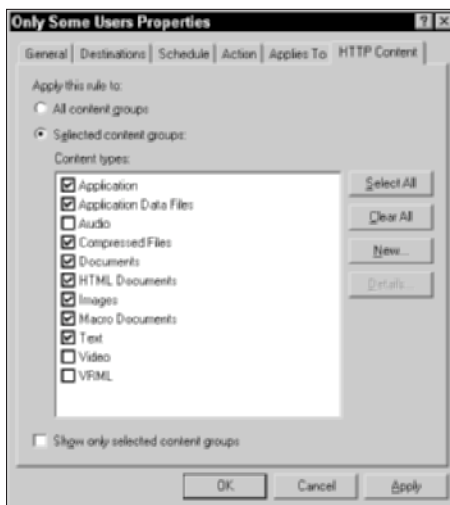 Only Some Users Properties
General Destinations Schedule Action Applies To HTTP Content
Apply this rule to:
All content groups
Selected content groups:
Content types:
Application
Select All
Application Data Files
Audio
Clear All
Compressed Files
Documents
New...
HTML Documents
Images
Details...
Macro Documents
Text
Video
VRML
Show only selected content groups
OK Cancel Apply